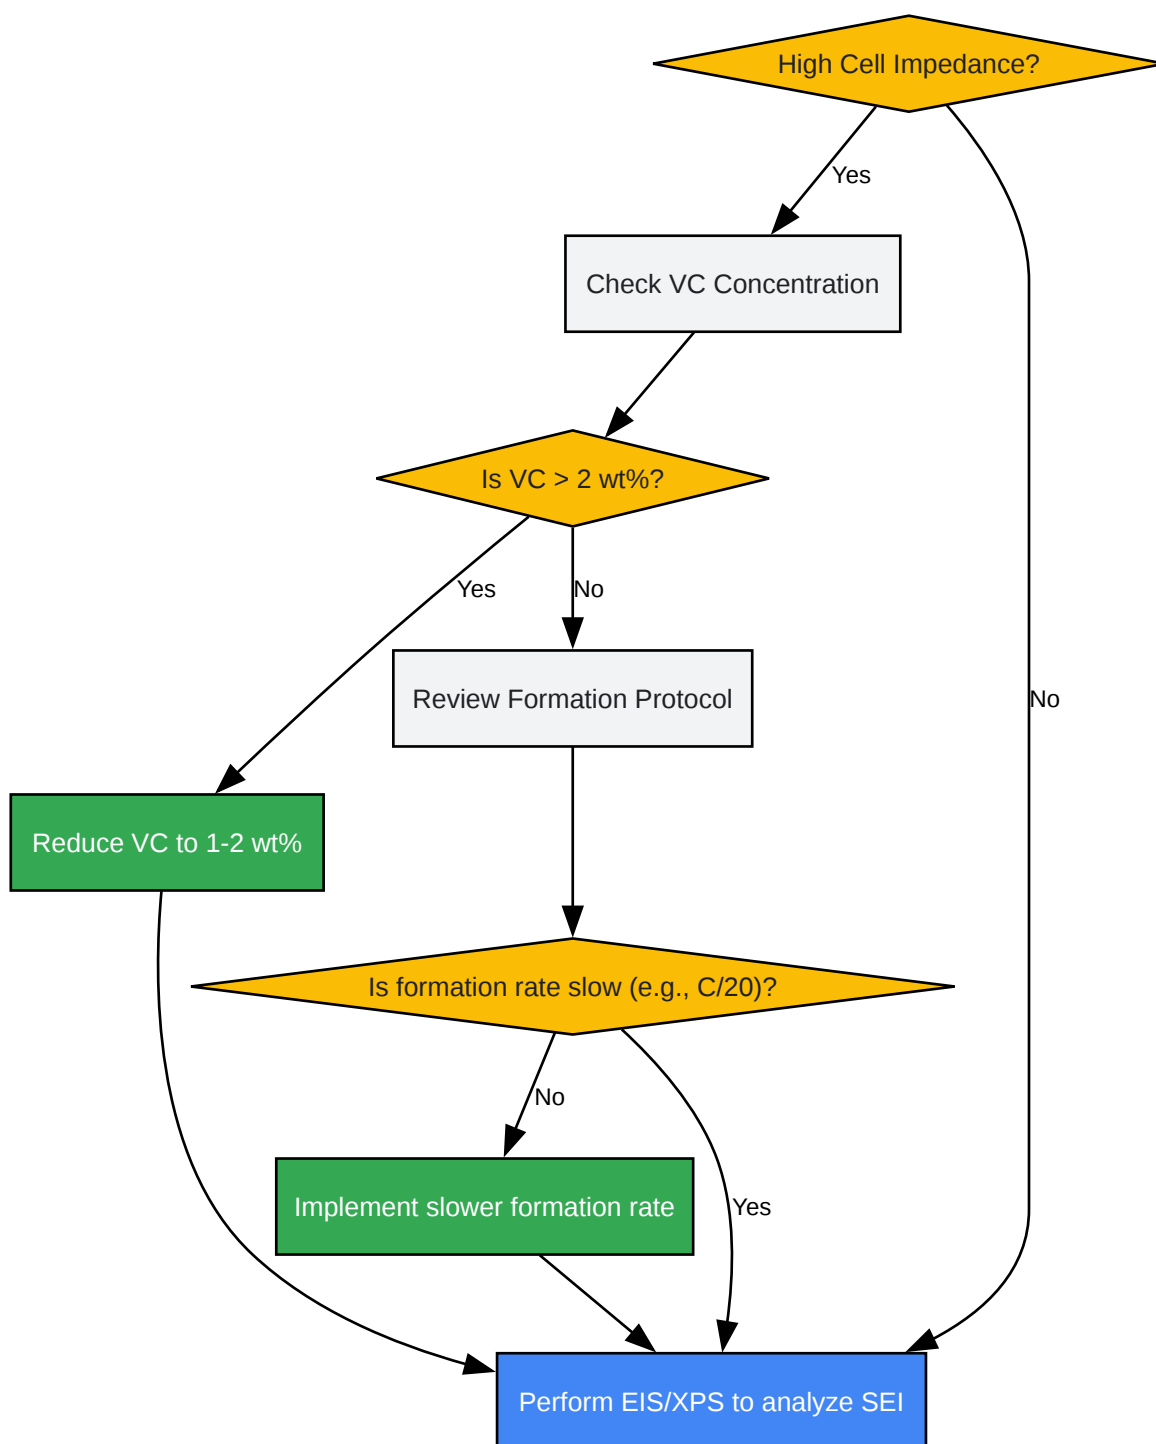 High Cell Impedance?
Yes
Check VC Concentration
Is VC > 2 wt%?
Yes
No
Review Formation Protocol
No
Reduce VC to 1-2 wt%
Is formation rate slow (e.g., C/20)?
No
Implement slower formation rate
Yes
Perform EIS/XPS to analyze SEI